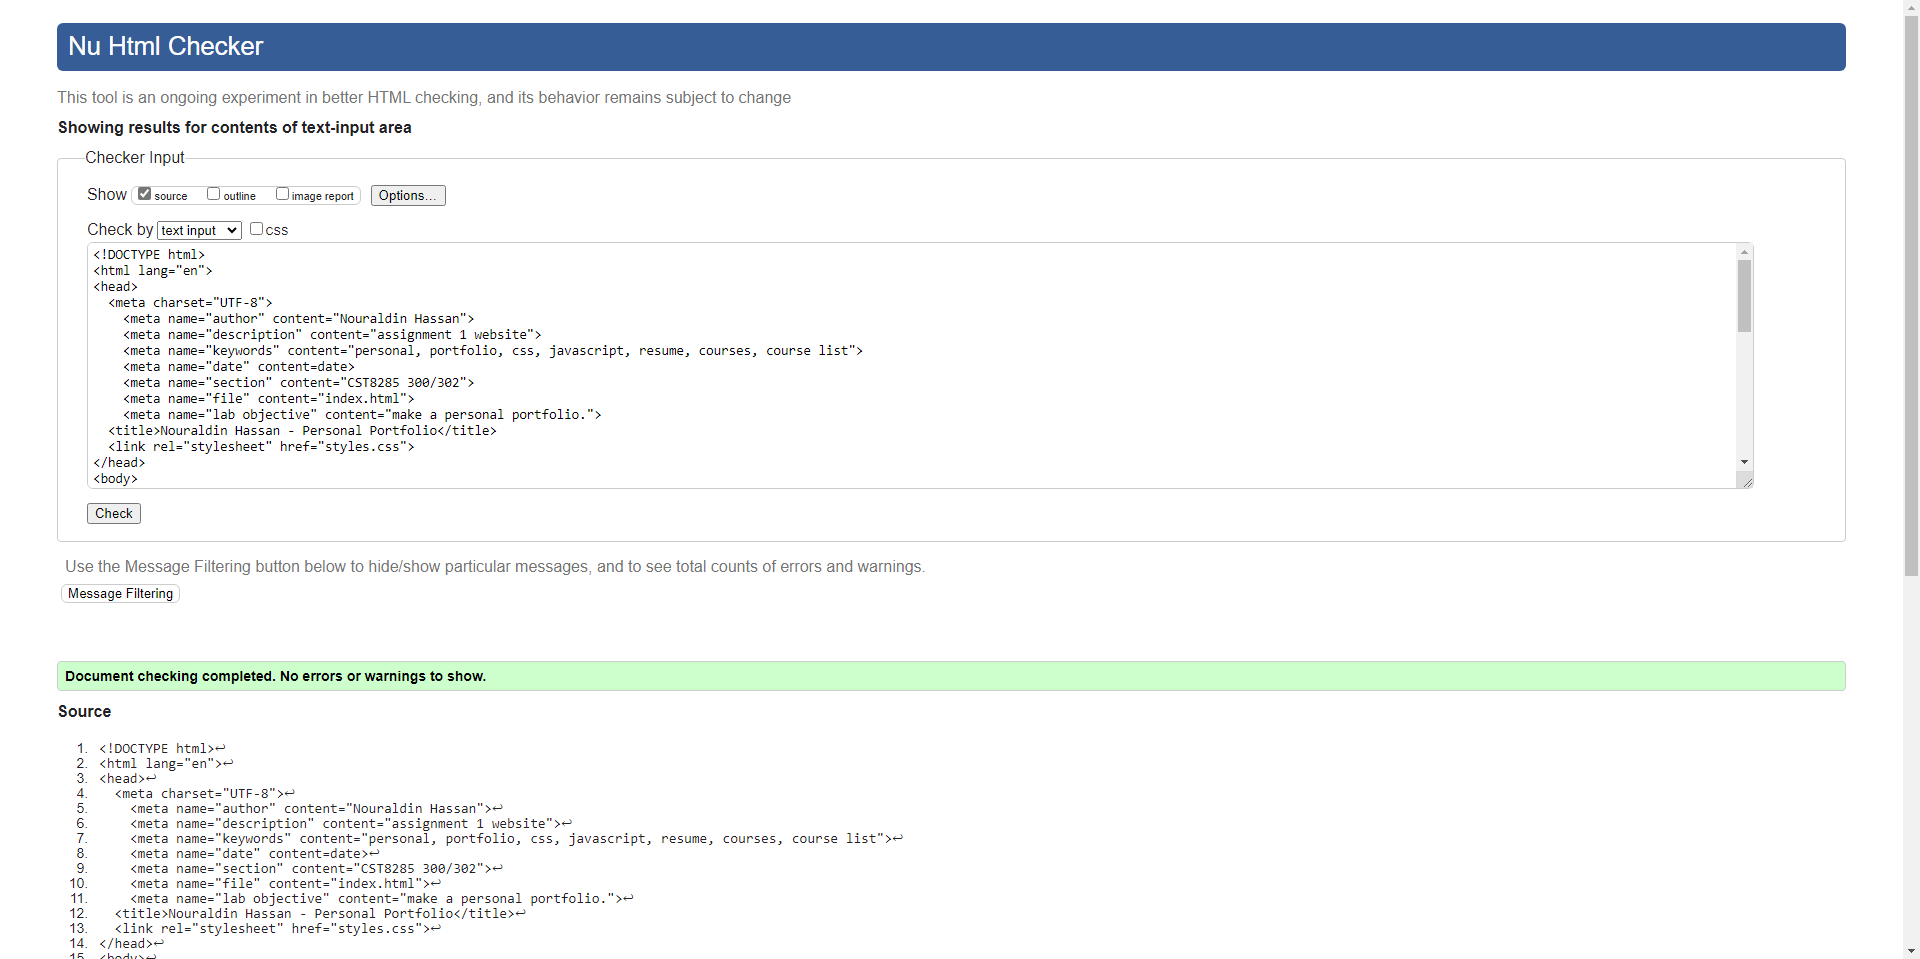 Nu Html Checker
This tool is an ongoing experiment in better HTML checking, and its behavior remains subject to change
Showing results for contents of text-input area
Checker Input
Show source outline image report Options...
Check by text input css
<!DOCTYPE html>
<html lang="en">
<head>
  <meta charset="UTF-8">
    <meta name="author" content="Nouraldin Hassan">
    <meta name="description" content="assignment 1 website">
    <meta name="keywords" content="personal, portfolio, css, javascript, resume, courses, course list">
    <meta name="date" content=date>
    <meta name="section" content="CST8285 300/302">
    <meta name="file" content="index.html">
    <meta name="lab objective" content="make a personal portfolio.">
  <title>Nouraldin Hassan - Personal Portfolio</title>
  <link rel="stylesheet" href="styles.css">
</head>
<body>
Check
Use the Message Filtering button below to hide/show particular messages, and to see total counts of errors and warnings.
Message Filtering
Document checking completed. No errors or warnings to show.
Source
1. <!DOCTYPE html>↩
2. <html lang="en">↩
3. <head>↩
4.   <meta charset="UTF-8">↩
5.     <meta name="author" content="Nouraldin Hassan">↩
6.     <meta name="description" content="assignment 1 website">↩
7.     <meta name="keywords" content="personal, portfolio, css, javascript, resume, courses, course list">↩
8.     <meta name="date" content=date>↩
9.     <meta name="section" content="CST8285 300/302">↩
10.     <meta name="file" content="index.html">↩
11.     <meta name="lab objective" content="make a personal portfolio.">↩
12.   <title>Nouraldin Hassan - Personal Portfolio</title>↩
13.   <link rel="stylesheet" href="styles.css">↩
14. </head>↩
15. <body>↩